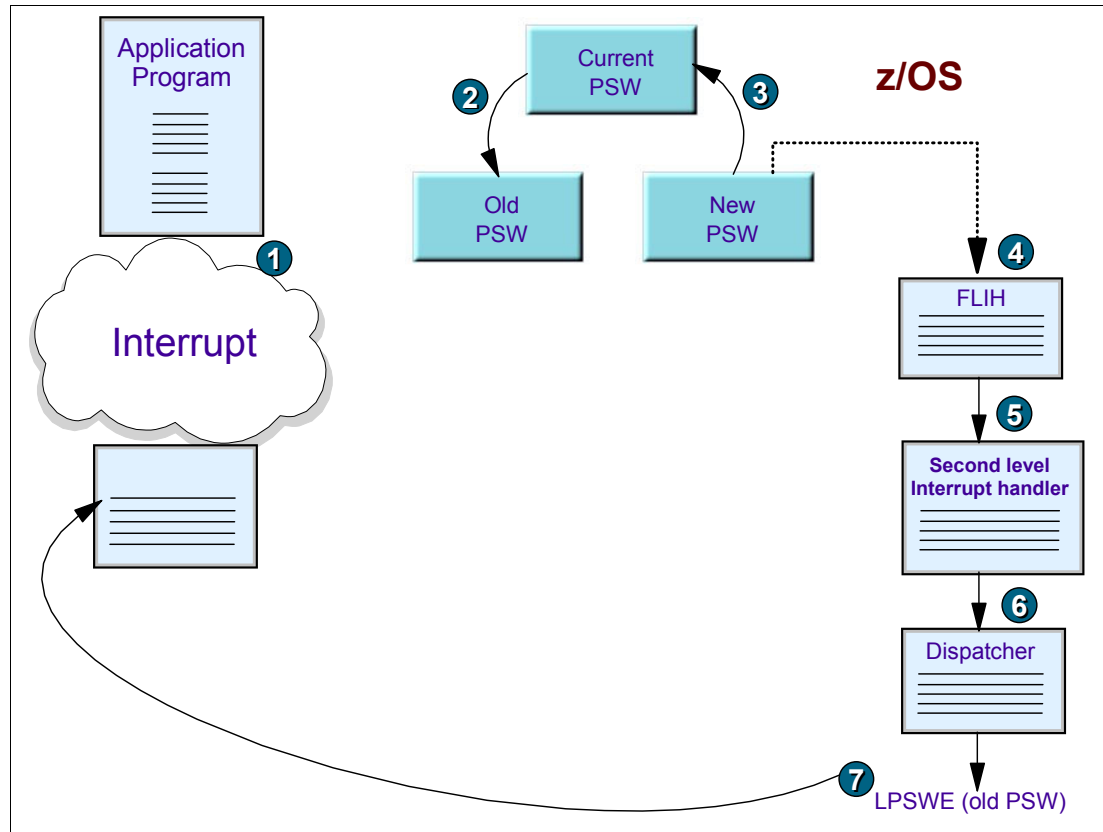 Application
Program
Current
PSW
z/OS
2
3
Old
PSW
New
PSW
1
Interrupt
4
FLIH
5
Second level
Interrupt handler
6
Dispatcher
7
LPSWE (old PSW)